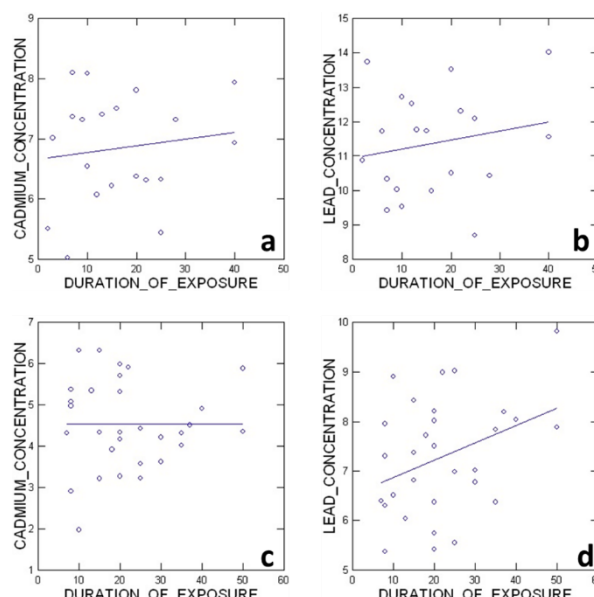 CADMIUM_CONCENTRATION
9
8
7
6
5
0 10 20 30 40 50
DURATION_OF_EXPOSURE
a
LEAD_CONCENTRATION
15
14
13
12
11
10
9
8
0 10 20 30 40 50
DURATION_OF_EXPOSURE
b
CADMIUM_CONCENTRATION
7
6
5
4
3
2
1
0 10 20 30 40 50 60
DURATION_OF_EXPOSURE
c
LEAD_CONCENTRATION
10
9
8
7
6
5
0 10 20 30 40 50 60
DURATION_OF_EXPOSURE
d